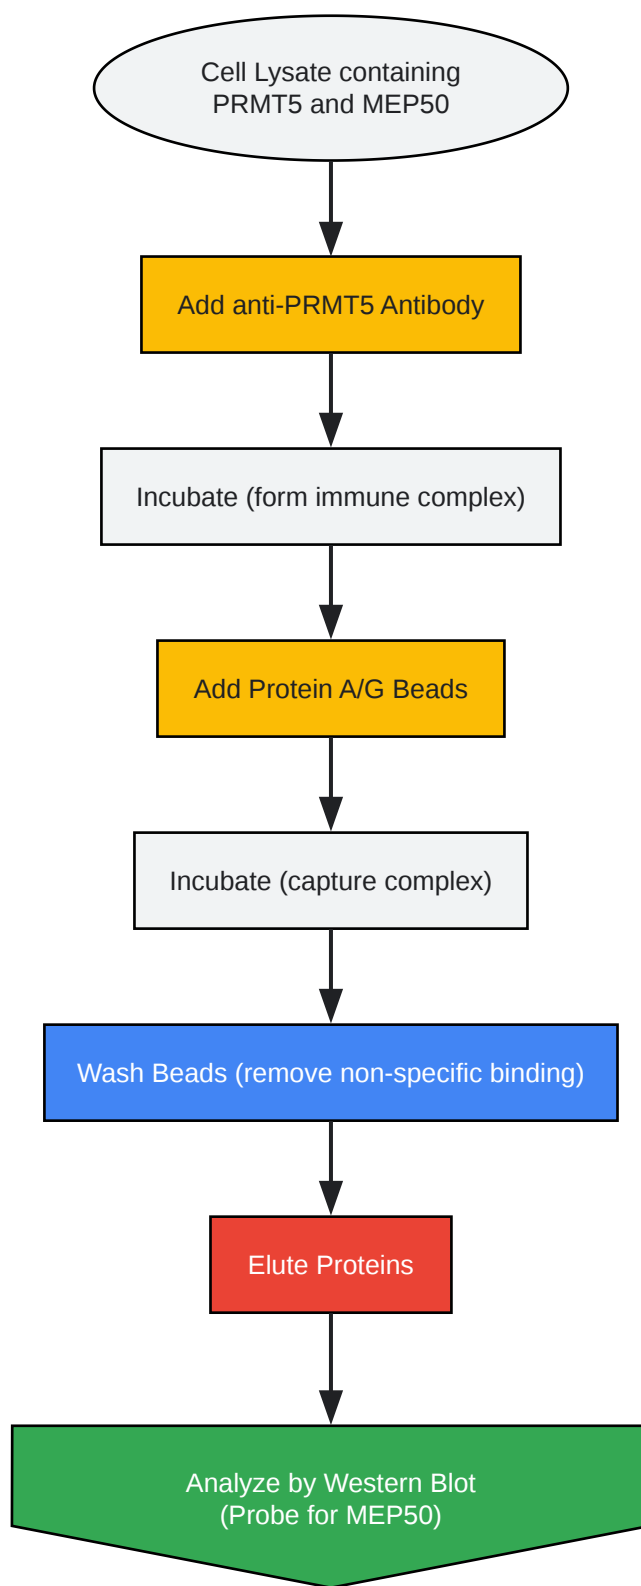 Cell Lysate containing
PRMT5 and MEP50
Add anti-PRMT5 Antibody
Incubate (form immune complex)
Add Protein A/G Beads
Incubate (capture complex)
Wash Beads (remove non-specific binding)
Elute Proteins
Analyze by Western Blot
(Probe for MEP50)